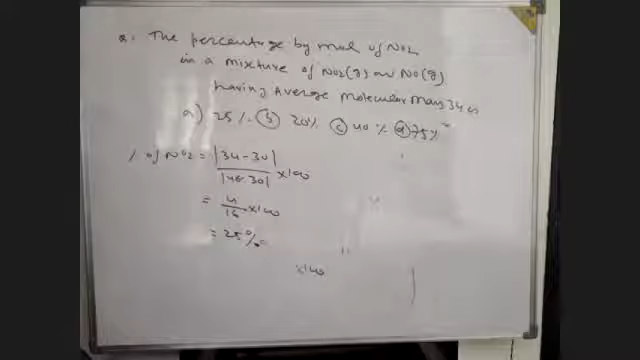 Q. The percentage by mol of NO2
in a mixture of NO2(g) and NO(g)
having Average molecular mass 34 is
a) 25% (b) 20% (c) 40% (d) 75%
% of NO2 = |34-30| / |46-30| ×100
= 4/16 ×100
= 25%
×100